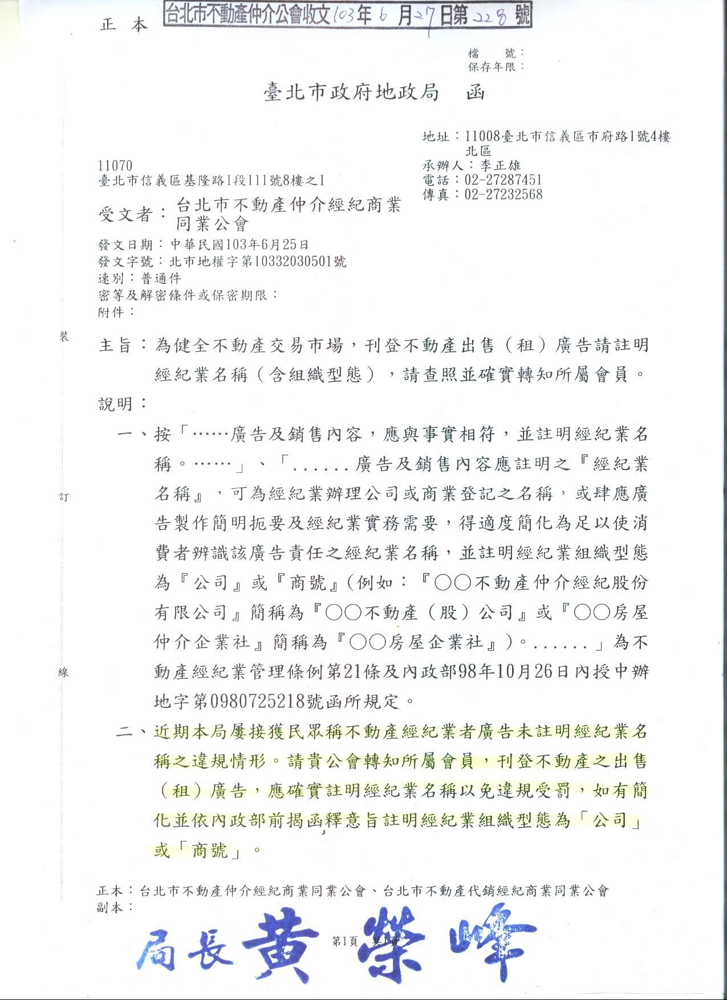 正本
台北市不動產仲介公會收文103年6月27日第228號
檔　　號：
保存年限：
臺北市政府地政局　函
地址：11008臺北市信義區市府路1號4樓
北區
承辦人：李正雄
電話：02-27287451
傳真：02-27232568
11070
臺北市信義區基隆路1段111號8樓之1
受文者：台北市不動產仲介經紀商業
同業公會
發文日期：中華民國103年6月25日
發文字號：北市地權字第10332030501號
速別：普通件
密等及解密條件或保密期限：
附件：
主旨：為健全不動產交易市場，刊登不動產出售（租）廣告請註明
經紀業名稱（含組織型態），請查照並確實轉知所屬會員。
說明：
一、按「……廣告及銷售內容，應與事實相符，並註明經紀業名
稱。……」、「......廣告及銷售內容應註明之『經紀業
名稱』，可為經紀業辦理公司或商業登記之名稱，或肆應廣
告製作簡明扼要及經紀業實務需要，得適度簡化為足以使消
費者辨識該廣告責任之經紀業名稱，並註明經紀業組織型態
為『公司』或『商號』(例如：『○○不動產仲介經紀股份
有限公司』簡稱為『○○不動產（股）公司』或『○○房屋
仲介企業社』簡稱為『○○房屋企業社』)。......」為不
動產經紀業管理條例第21條及內政部98年10月26日內授中辦
地字第0980725218號函所規定。
二、近期本局屢接獲民眾稱不動產經紀業者廣告未註明經紀業名
稱之違規情形。請貴公會轉知所屬會員，刊登不動產之出售
（租）廣告，應確實註明經紀業名稱以免違規受罰，如有簡
化並依內政部前揭函釋意旨註明經紀業組織型態為「公司」
或「商號」。
正本：台北市不動產仲介經紀商業同業公會、台北市不動產代銷經紀商業同業公會
副本：
局長 黃榮峰
第1頁　共1頁
裝
訂
線